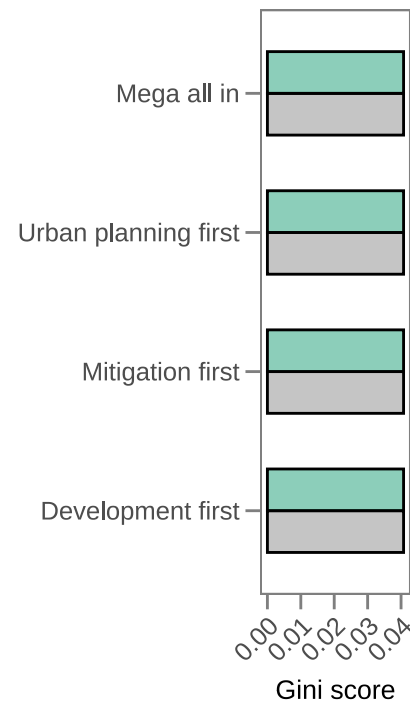 Mega all in
Urban planning first
Mitigation first
Development first
0.00
0.01
0.02
0.03
0.04
Gini score